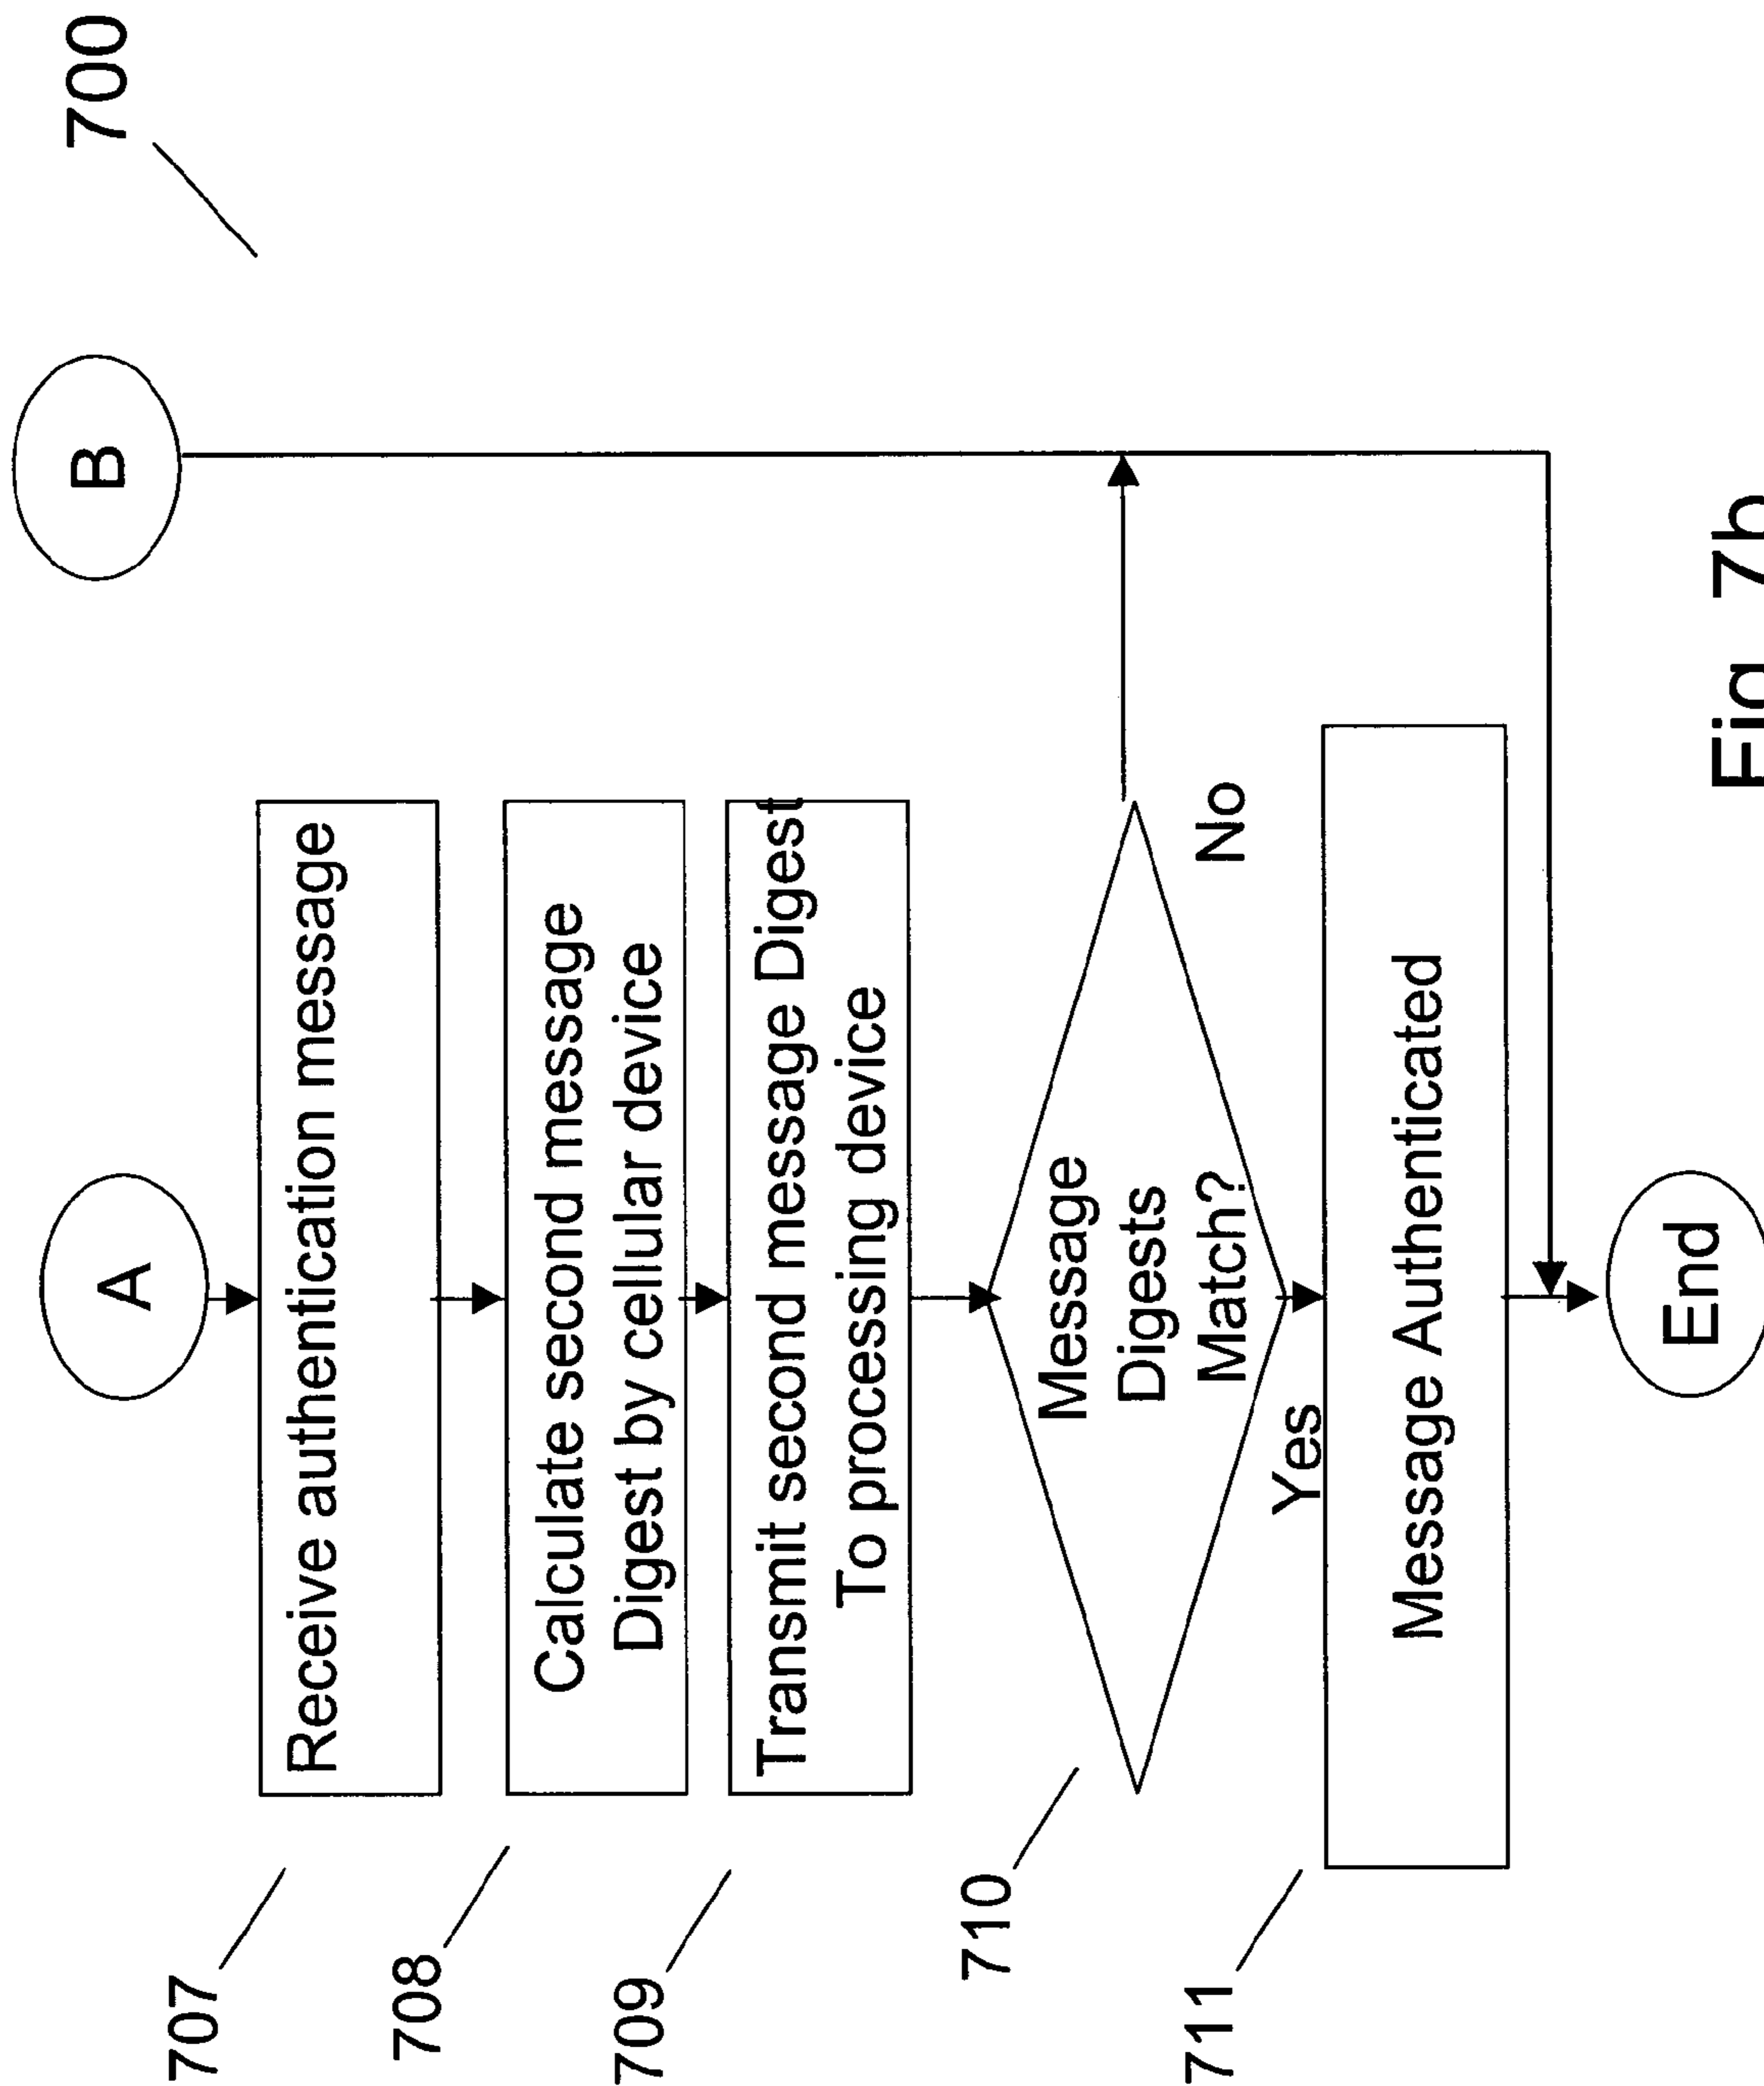 700
A
B
707
Receive authentication message
708
Calculate second message
Digest by cellular device
709
Transmit second message Digest
To processing device
710
Message
Digests
Match?
No
Yes
711
Message Authenticated
End
Fig. 7b